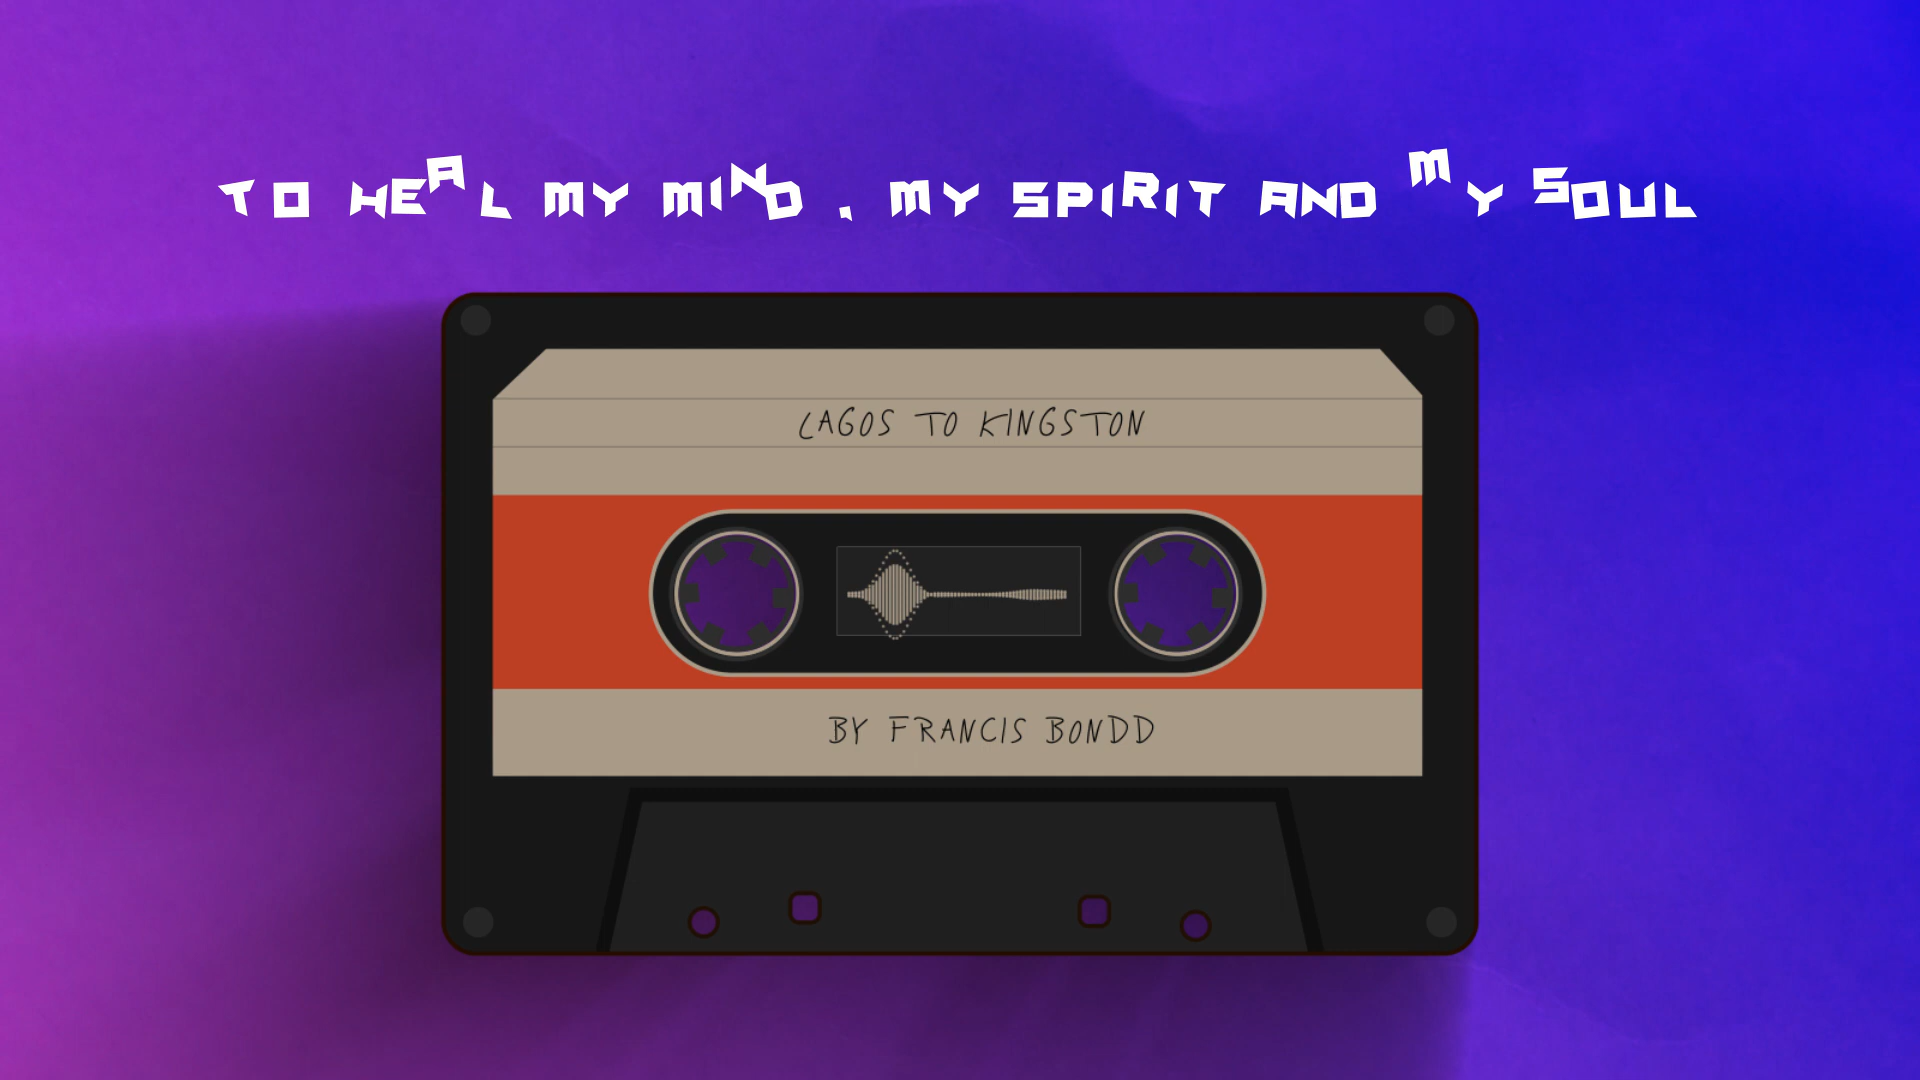 TO HEAL MY MIND, MY SPIRIT AND MY SOUL
LAGOS TO KINGSTON
BY FRANCIS BONDD